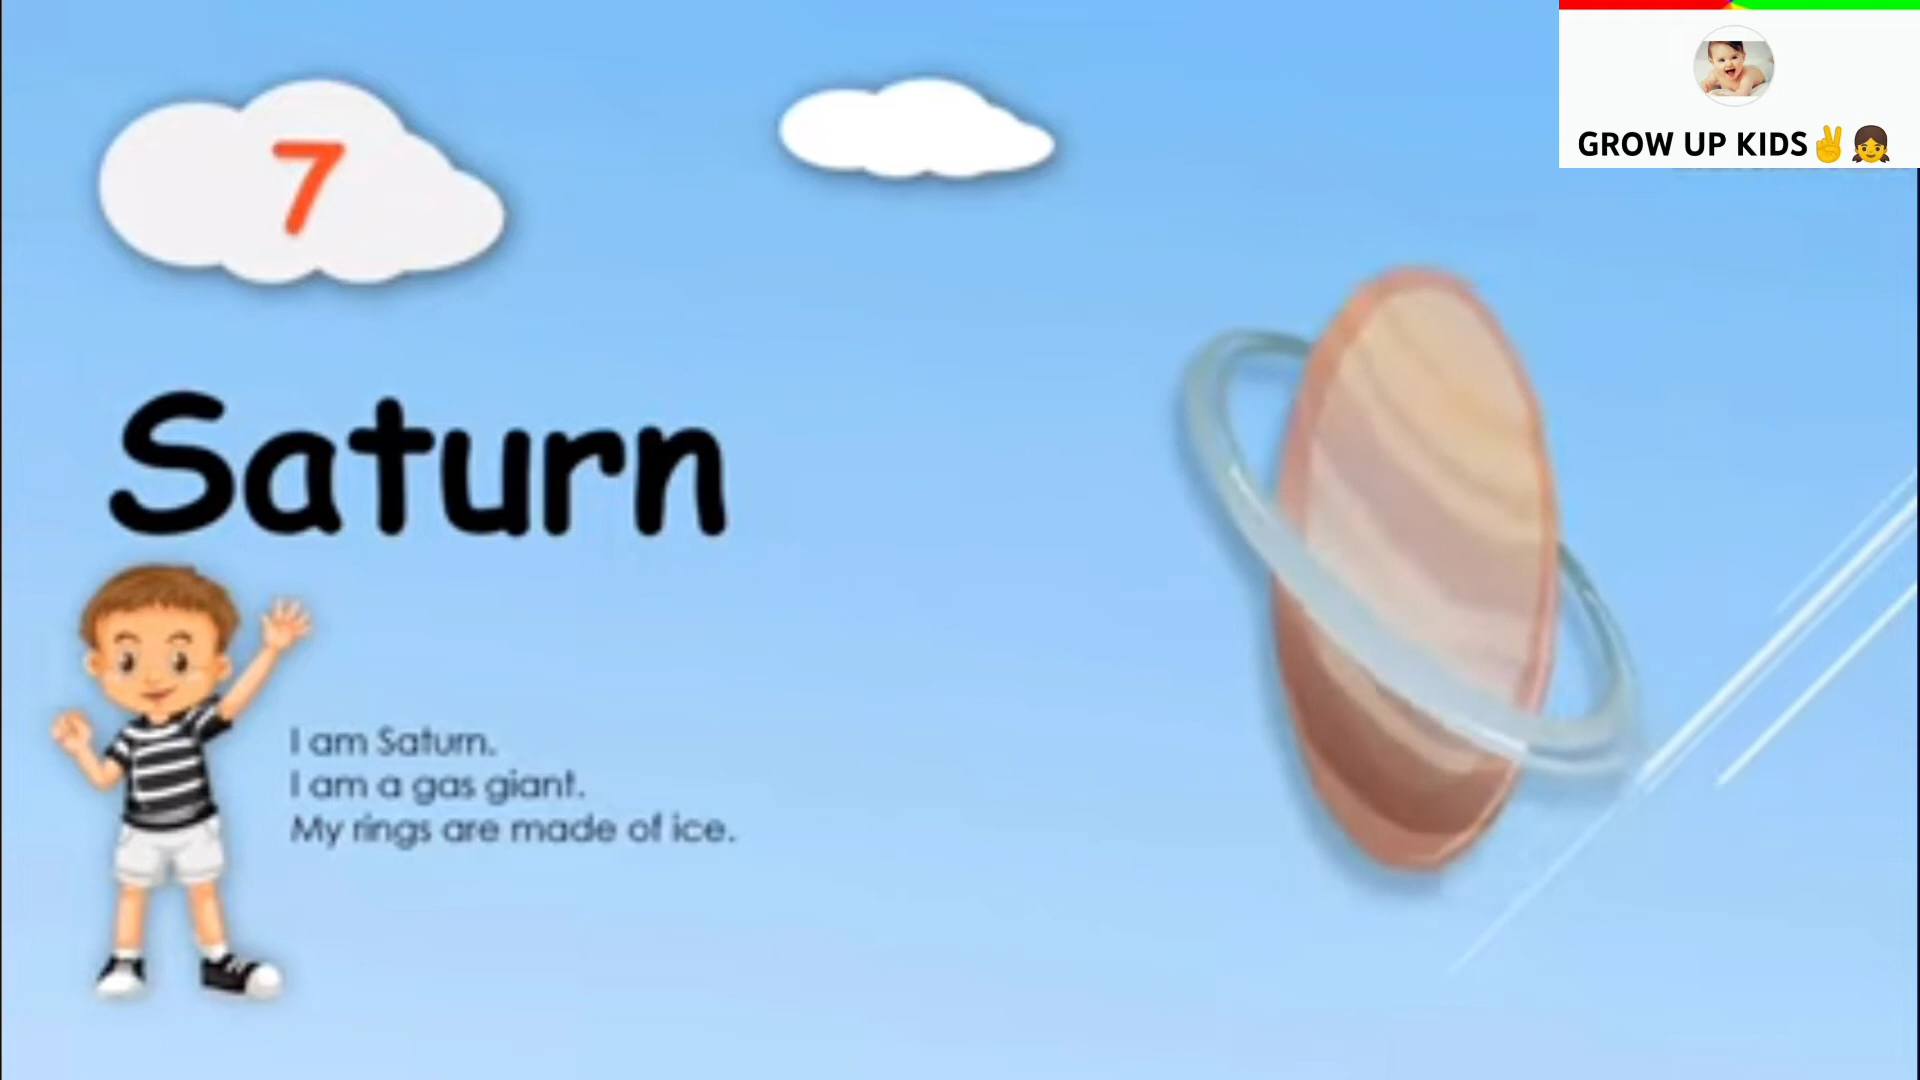 7
GROW UP KIDS✌👧
Saturn
I am Saturn.
I am a gas giant.
My rings are made of ice.